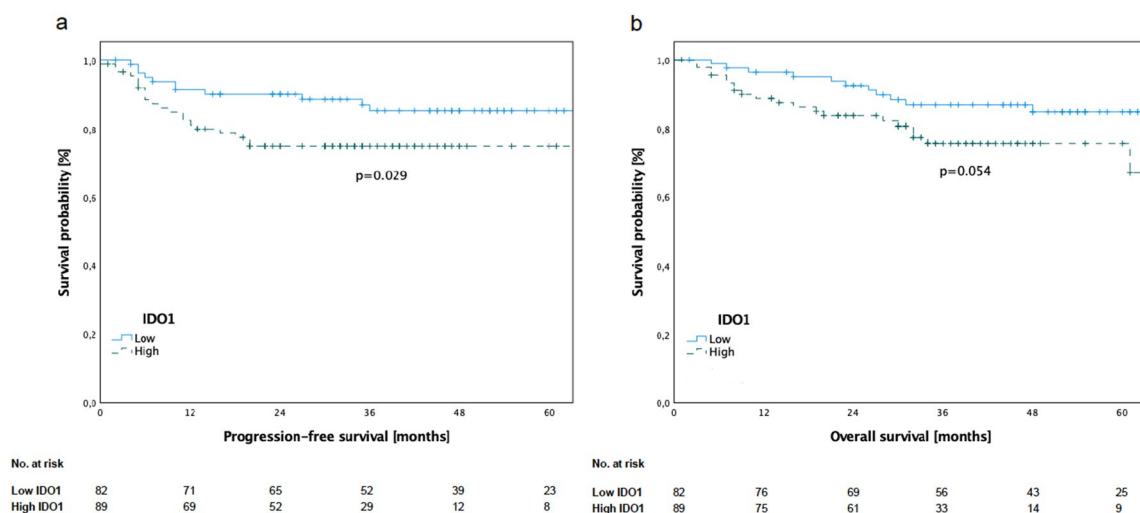 a
1,0
0,8
0,6
0,4
0,2
0,0
Survival probability [%]
p=0.029
IDO1
Low
High
0 12 24 36 48 60
Progression-free survival [months]
No. at risk
Low IDO1 82 71 65 52 39 23
High IDO1 89 69 52 29 12 8
b
1,0
0,8
0,6
0,4
0,2
0,0
Survival probability [%]
p=0.054
IDO1
Low
High
0 12 24 36 48 60
Overall survival [months]
No. at risk
Low IDO1 82 76 69 56 43 25
High IDO1 89 75 61 33 14 9